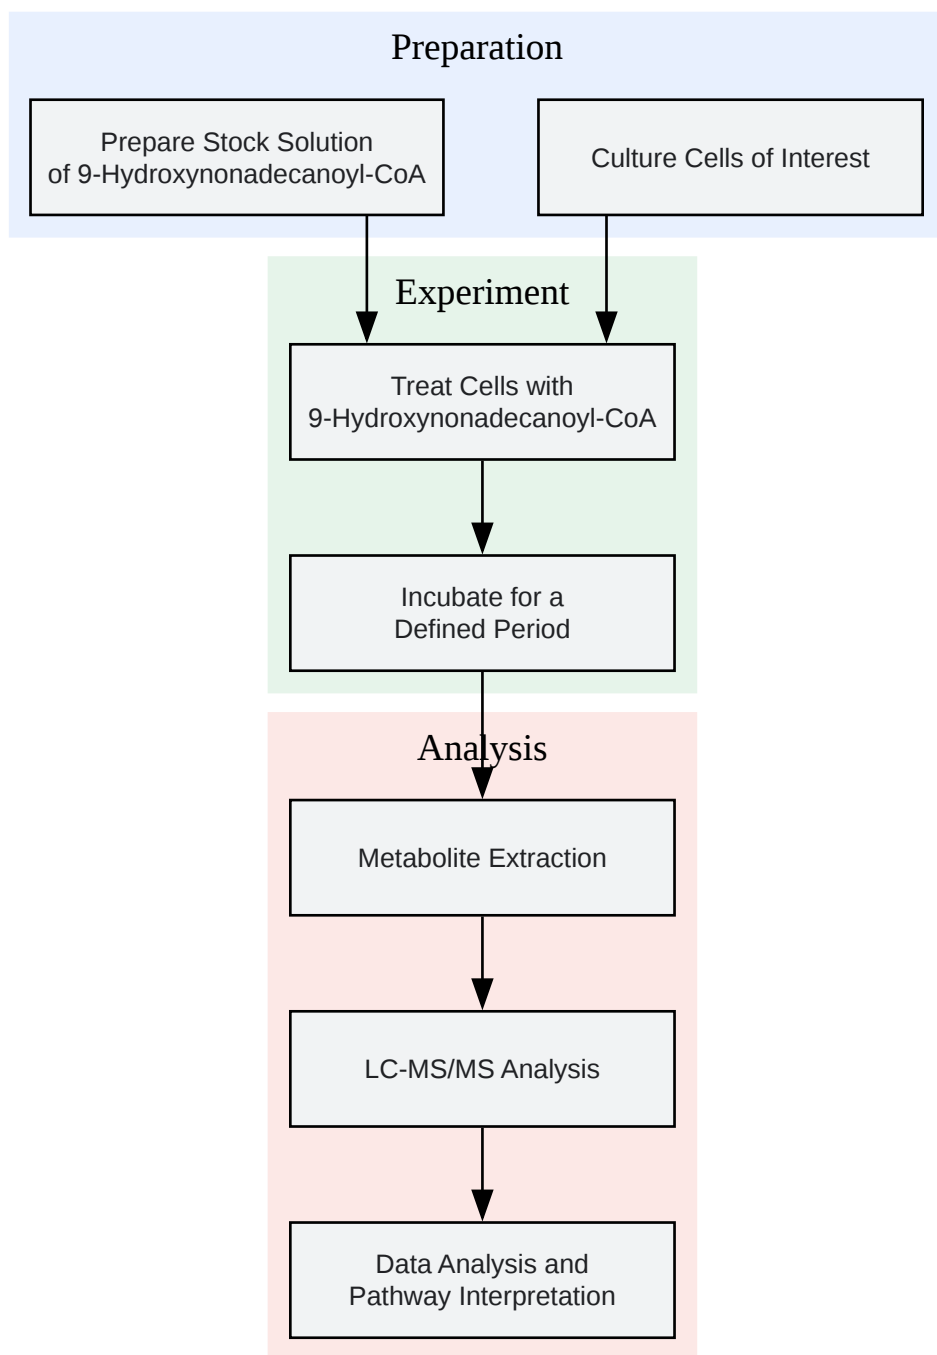 Preparation
Prepare Stock Solution
of 9-Hydroxynonadecanoyl-CoA
Culture Cells of Interest
Experiment
Treat Cells with
9-Hydroxynonadecanoyl-CoA
Incubate for a
Defined Period
Analysis
Metabolite Extraction
LC-MS/MS Analysis
Data Analysis and
Pathway Interpretation